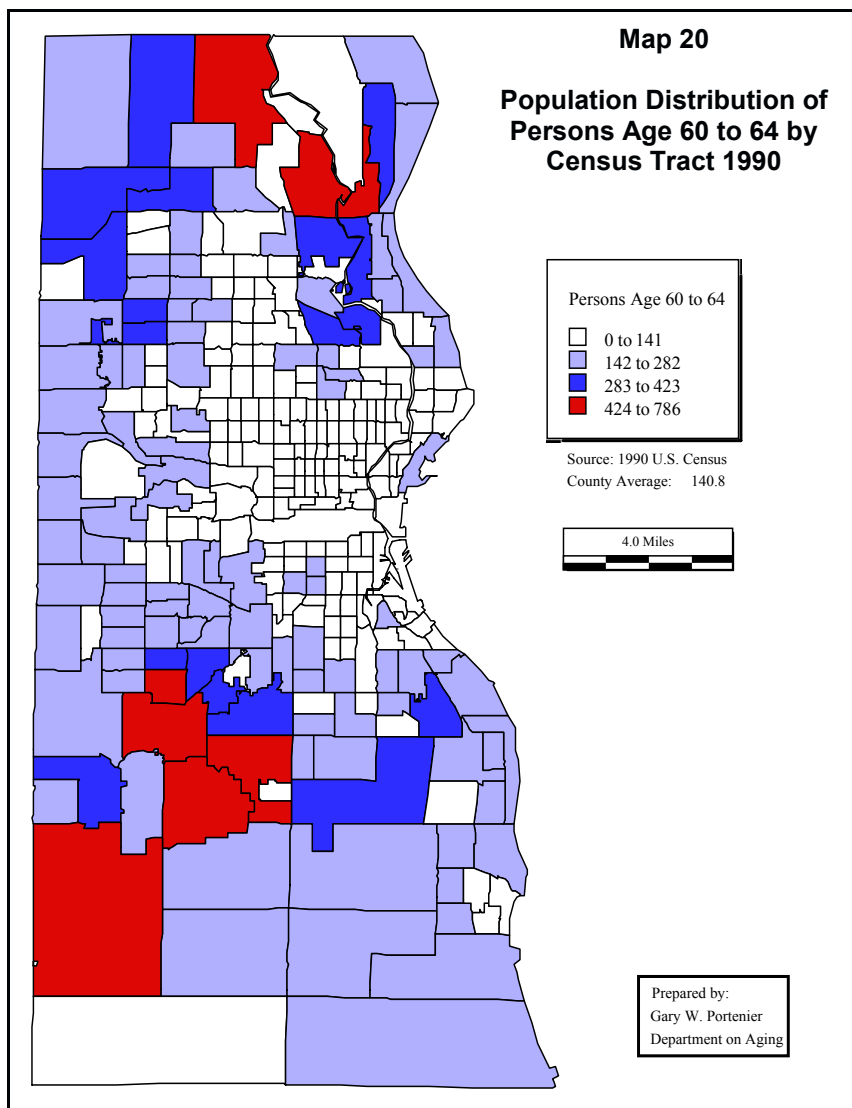 Map 20
Population Distribution of
Persons Age 60 to 64 by
Census Tract 1990
Persons Age 60 to 64
0 to 141
142 to 282
283 to 423
424 to 786
Source: 1990 U.S. Census
County Average: 140.8
4.0 Miles
Prepared by:
Gary W. Portenier
Department on Aging